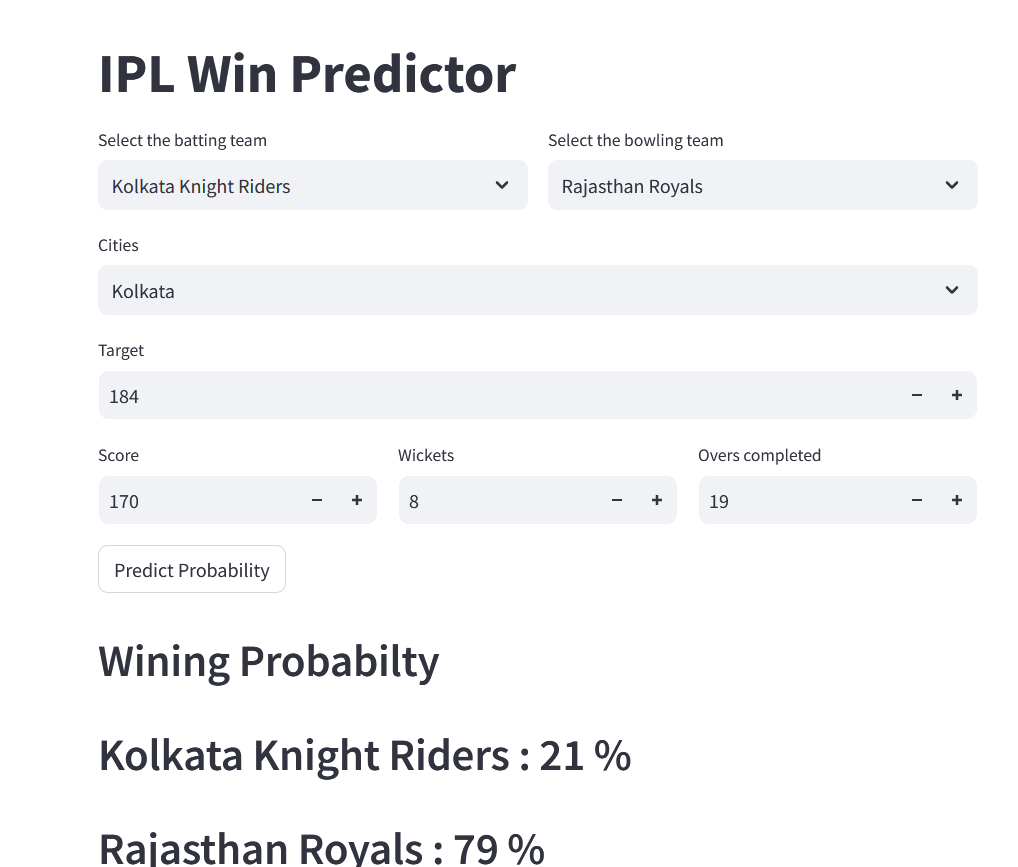 IPL Win Predictor
Select the batting team Select the bowling team
Kolkata Knight Riders Rajasthan Royals
Cities
Kolkata
Target
184 − +
Score Wickets Overs completed
170 − + 8 − + 19 − +
Predict Probability
Wining Probabilty
Kolkata Knight Riders : 21 %
Rajasthan Royals : 79 %